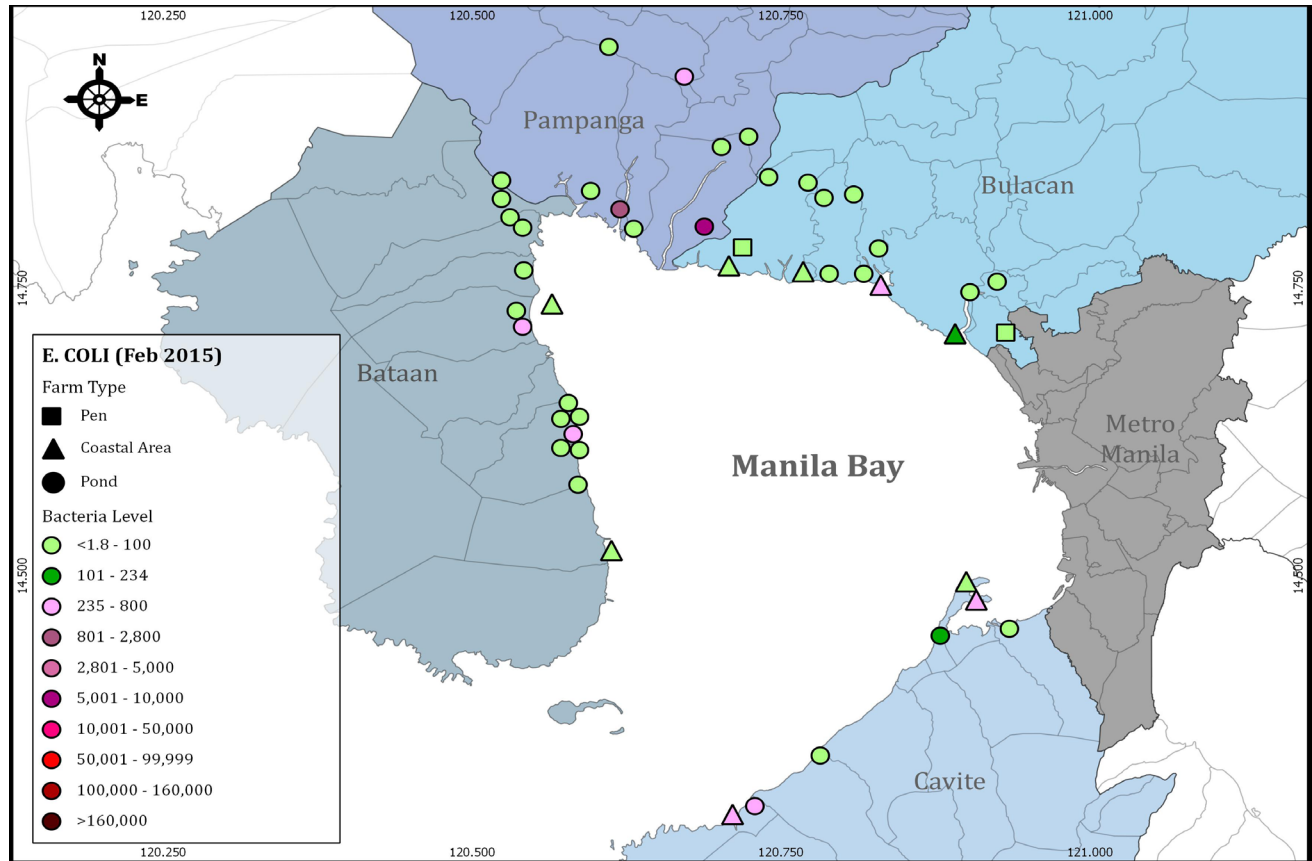 120.250 120.500 120.750 121.000
N
E
Pampanga
Bulacan
14.750 14.750
E. COLI (Feb 2015)
Farm Type
Pen
Coastal Area
Pond
Bacteria Level
<1.8 - 100
101 - 234
235 - 800
801 - 2,800
2,801 - 5,000
5,001 - 10,000
10,001 - 50,000
50,001 - 99,999
100,000 - 160,000
>160,000
Bataan
Metro
Manila
Manila Bay
14.500 14.500
Cavite
120.250 120.500 120.750 121.000